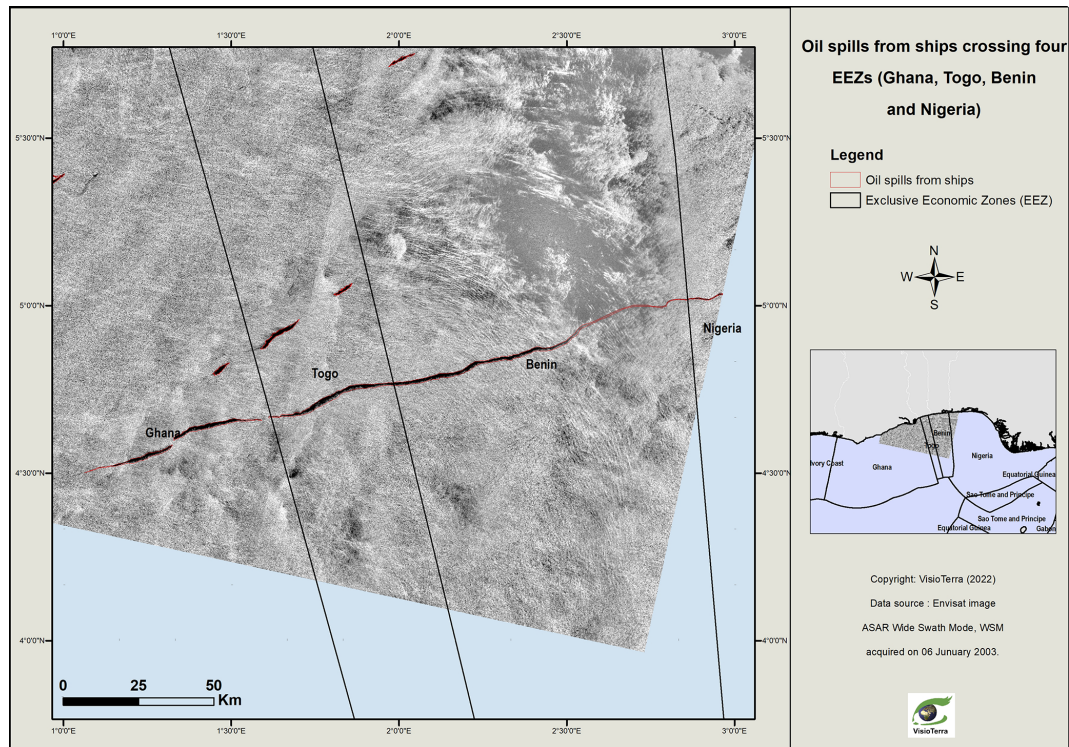 1°0'0"E
1°30'0"E
2°0'0"E
2°30'0"E
3°0'0"E
5°30'0"N
5°30'0"N
5°0'0"N
5°0'0"N
4°30'0"N
4°30'0"N
4°0'0"N
4°0'0"N
Nigeria
Benin
Togo
Ghana
0 25 50
Km
1°0'0"E
1°30'0"E
2°0'0"E
2°30'0"E
3°0'0"E
Oil spills from ships crossing four
EEZs (Ghana, Togo, Benin
and Nigeria)
Legend
Oil spills from ships
Exclusive Economic Zones (EEZ)
N
W E
S
Benin
Togo
Nigeria
Ivory Coast
Ghana
Equatorial Guinea
Sao Tome and Principe
Sao Tome and Principe
Equatorial Guinea
Gabon
Copyright: VisioTerra (2022)
Data source : Envisat image
ASAR Wide Swath Mode, WSM
acquired on 06 Junuary 2003.
VisioTerra